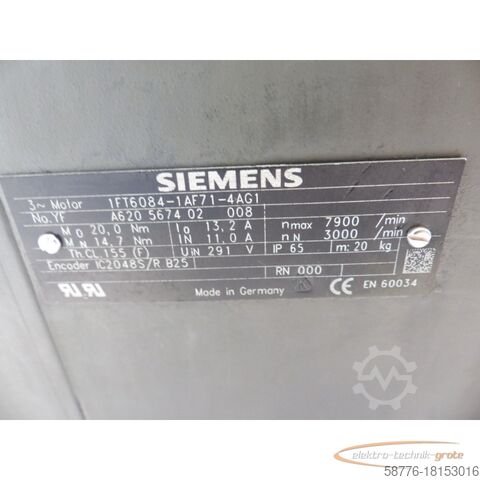 SIEMENS
3~ Motor 1FT6084-1AF71-4AG1
No.YF A620 5674 02 008
M0 20,0 Nm I0 13,2 A nmax 7900 /min
MN 14,7 Nm IN 11,0 A nN 3000 /min
Th.Cl.155 (F) UiN 291 V IP 65 m: 20 kg
Encoder IC2048S/R B25 RN 000
Made in Germany CE EN 60034
Machineseeker
elektro-technik-grote
58776-18153016